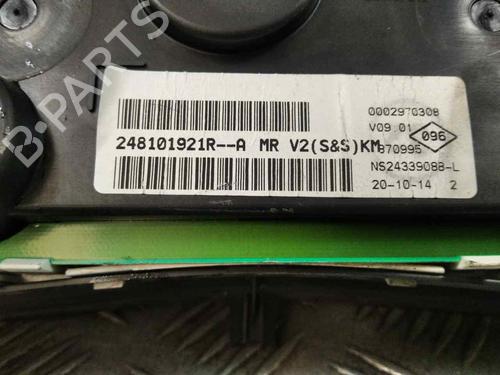 B-PARTS
0002970308
V09.01
096
248101921R--A MR V2(S&S)KM
870995
NS24339088-L
20-10-14 2